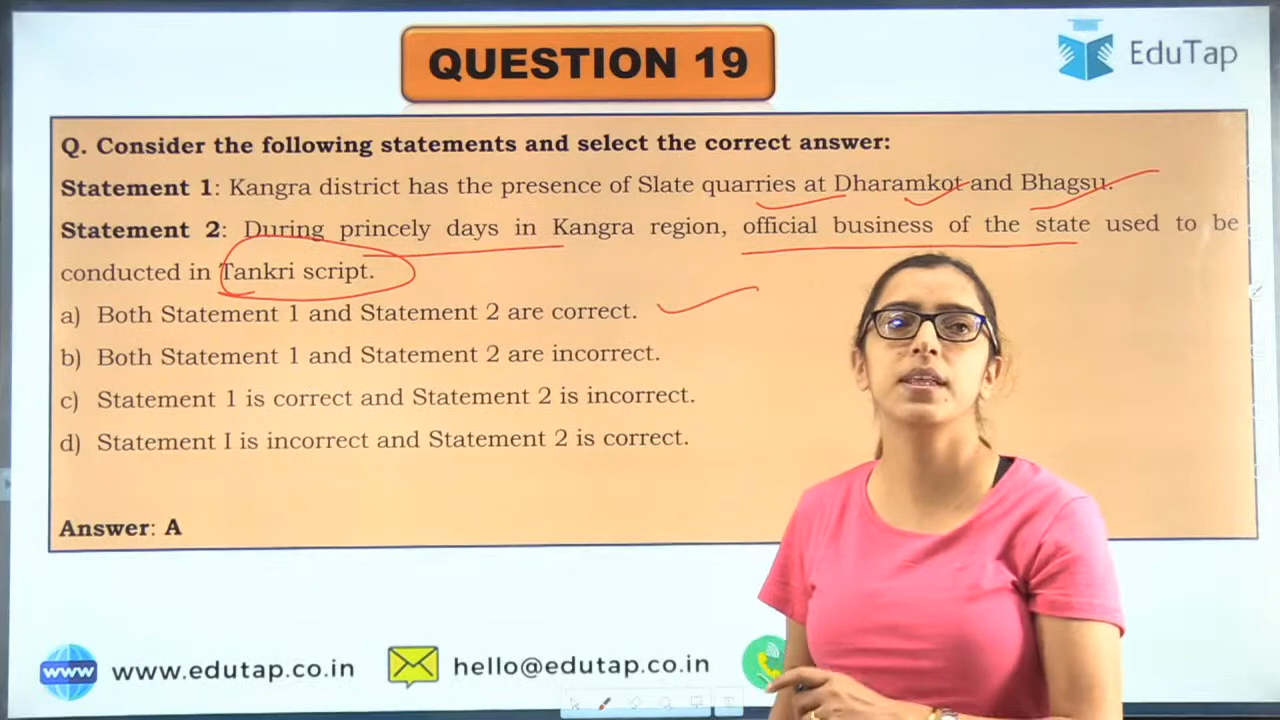 QUESTION 19
EduTap
Q. Consider the following statements and select the correct answer:
Statement 1: Kangra district has the presence of Slate quarries at Dharamkot and Bhagsu.
Statement 2: During princely days in Kangra region, official business of the state used to be
conducted in Tankri script.
a) Both Statement 1 and Statement 2 are correct.
b) Both Statement 1 and Statement 2 are incorrect.
c) Statement 1 is correct and Statement 2 is incorrect.
d) Statement I is incorrect and Statement 2 is correct.
Answer: A
www www.edutap.co.in hello@edutap.co.in